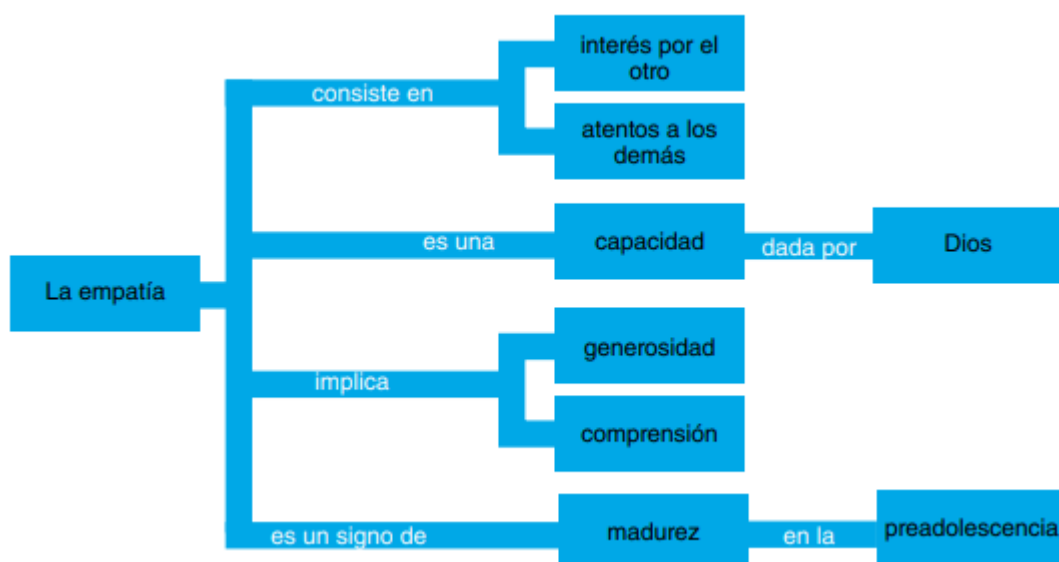 La empatía
consiste en
interés por el
otro
atentos a los
demás
es una
capacidad
dada por
Dios
implica
generosidad
comprensión
es un signo de
madurez
en la
preadolescencia